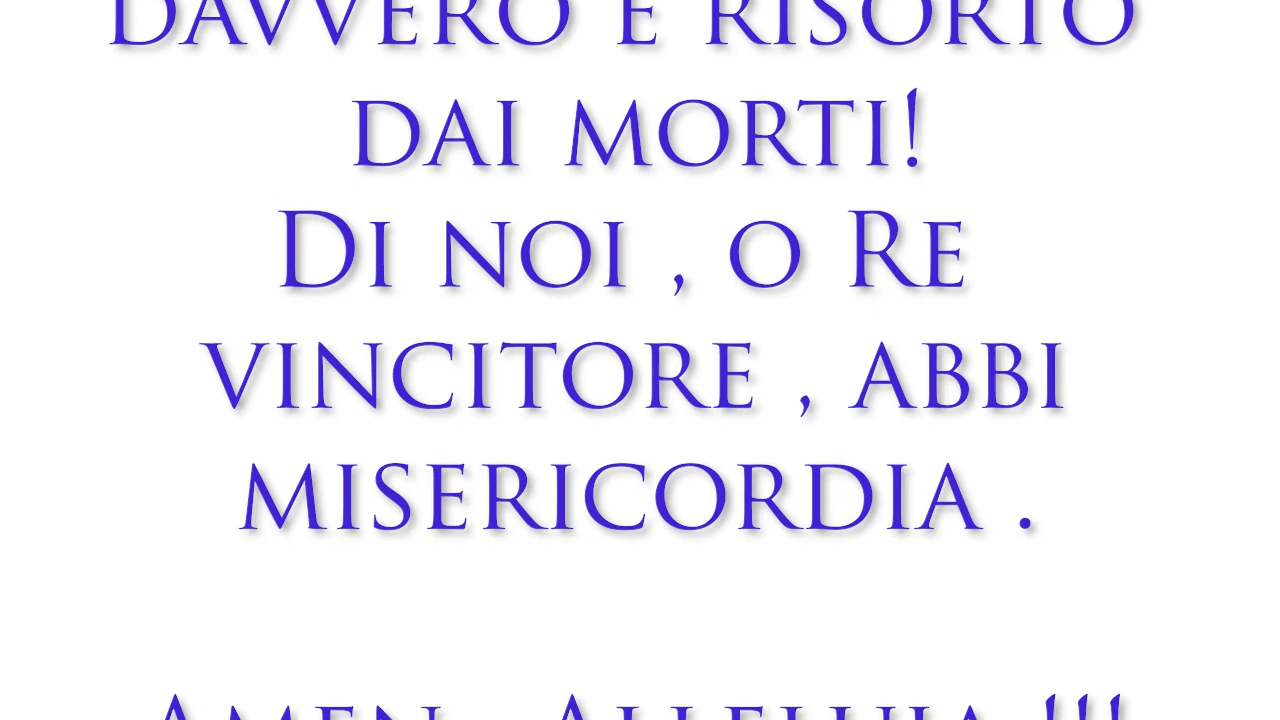 DAVVERO È RISORTO
DAI MORTI!
DI NOI , O RE
VINCITORE , ABBI
MISERICORDIA .
AMEN . ALLELUIA !!!